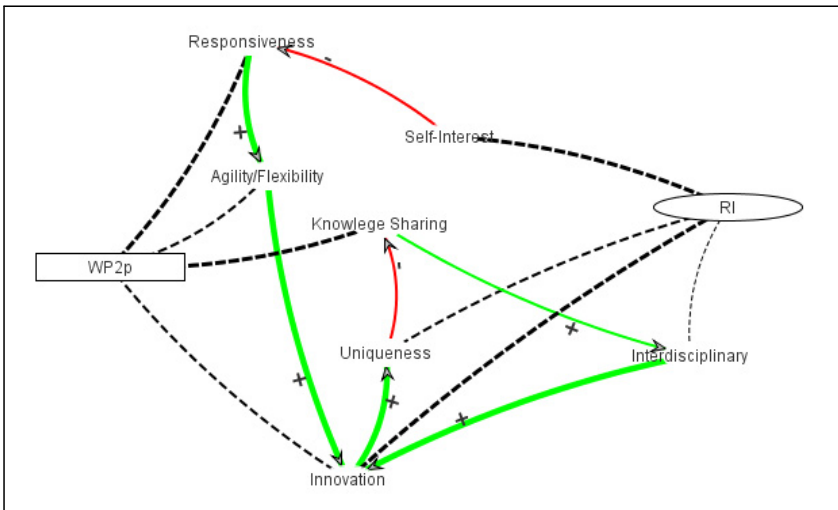 Responsiveness
-
Self-Interest
+
Agility/Flexibility
RI
Knowlege Sharing
WP2p
-
+
Uniqueness
Interdisciplinary
+
+
+
Innovation